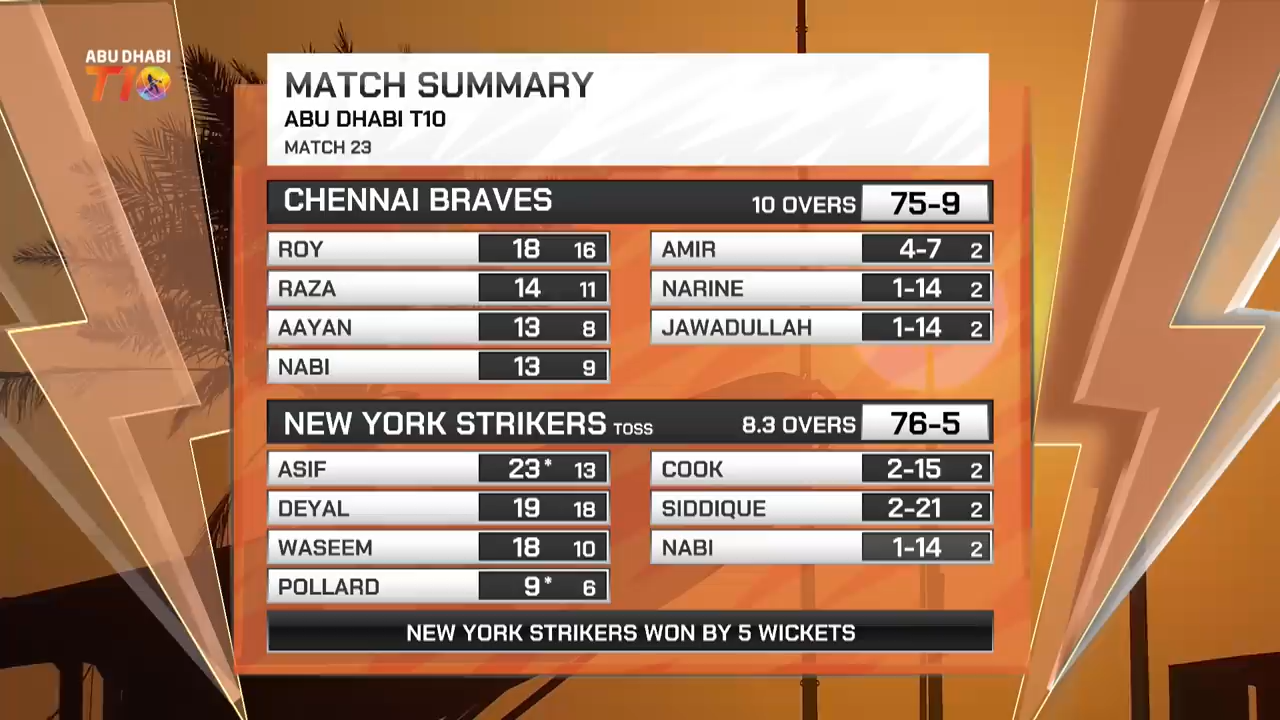 ABU DHABI
T10
MATCH SUMMARY
ABU DHABI T10
MATCH 23
CHENNAI BRAVES 10 OVERS 75-9
ROY 18 16 AMIR 4-7 2
RAZA 14 11 NARINE 1-14 2
AAYAN 13 8 JAWADULLAH 1-14 2
NABI 13 9
NEW YORK STRIKERS TOSS 8.3 OVERS 76-5
ASIF 23* 13 COOK 2-15 2
DEYAL 19 18 SIDDIQUE 2-21 2
WASEEM 18 10 NABI 1-14 2
POLLARD 9* 6
NEW YORK STRIKERS WON BY 5 WICKETS